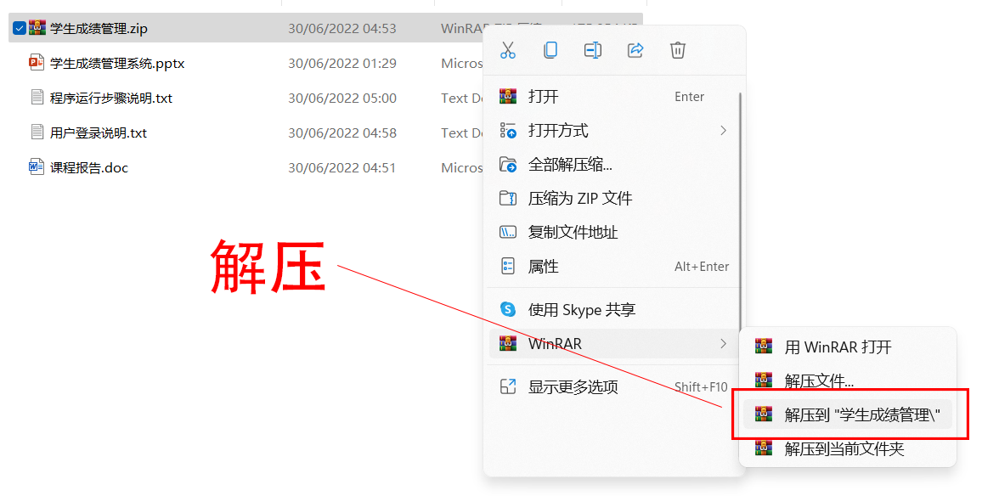 学生成绩管理.zip 30/06/2022 04:53 WinRAR ZIP
学生成绩管理系统.pptx 30/06/2022 01:29 Micros
程序运行步骤说明.txt 30/06/2022 05:00 Text D
用户登录说明.txt 30/06/2022 04:58 Text D
课程报告.doc 30/06/2022 04:51 Micros
打开 Enter
打开方式
全部解压缩...
压缩为 ZIP 文件
复制文件地址
属性 Alt+Enter
解压
使用 Skype 共享
WinRAR
显示更多选项 Shift+F10
用 WinRAR 打开
解压文件...
解压到 "学生成绩管理\"
解压到当前文件夹